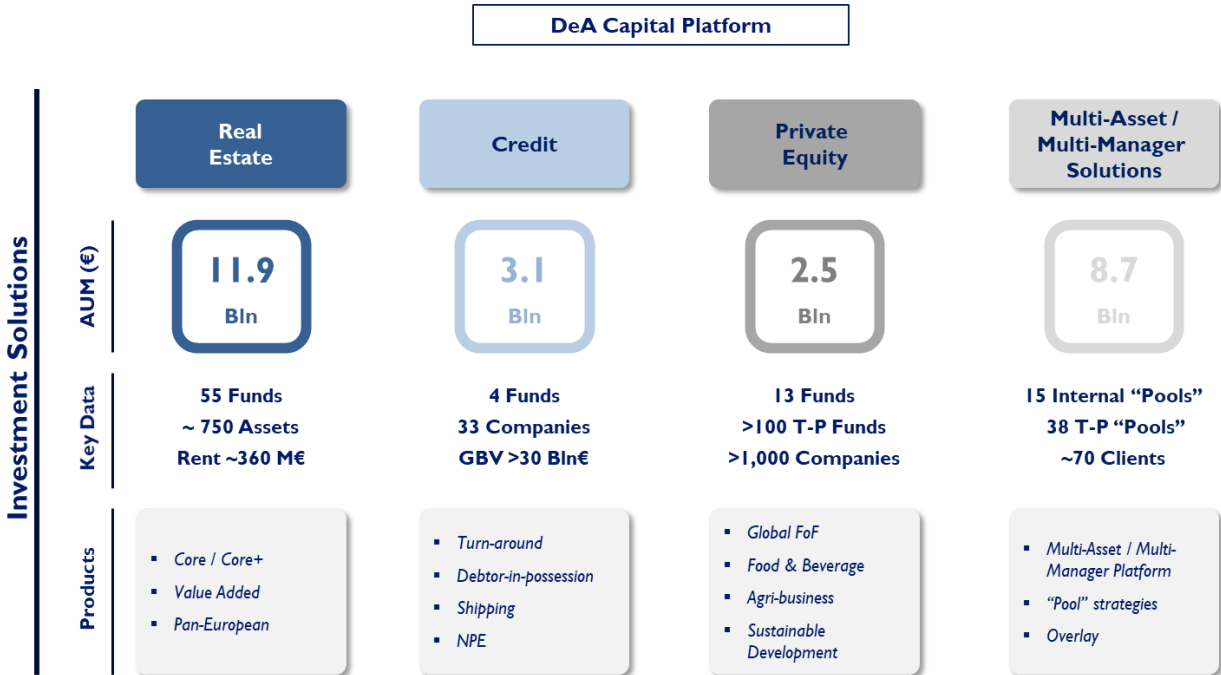 DeA Capital Platform
Investment Solutions
Real
Estate
Credit
Private
Equity
Multi-Asset /
Multi-Manager
Solutions
AUM (€)
11.9
Bln
3.1
Bln
2.5
Bln
8.7
Bln
Key Data
55 Funds
~ 750 Assets
Rent ~360 M€
4 Funds
33 Companies
GBV >30 Bln€
13 Funds
>100 T-P Funds
>1,000 Companies
15 Internal “Pools”
38 T-P “Pools”
~70 Clients
Products
▪ Core / Core+
▪ Value Added
▪ Pan-European
▪ Turn-around
▪ Debtor-in-possession
▪ Shipping
▪ NPE
▪ Global FoF
▪ Food & Beverage
▪ Agri-business
▪ Sustainable
Development
▪ Multi-Asset / Multi-
Manager Platform
▪ “Pool” strategies
▪ Overlay